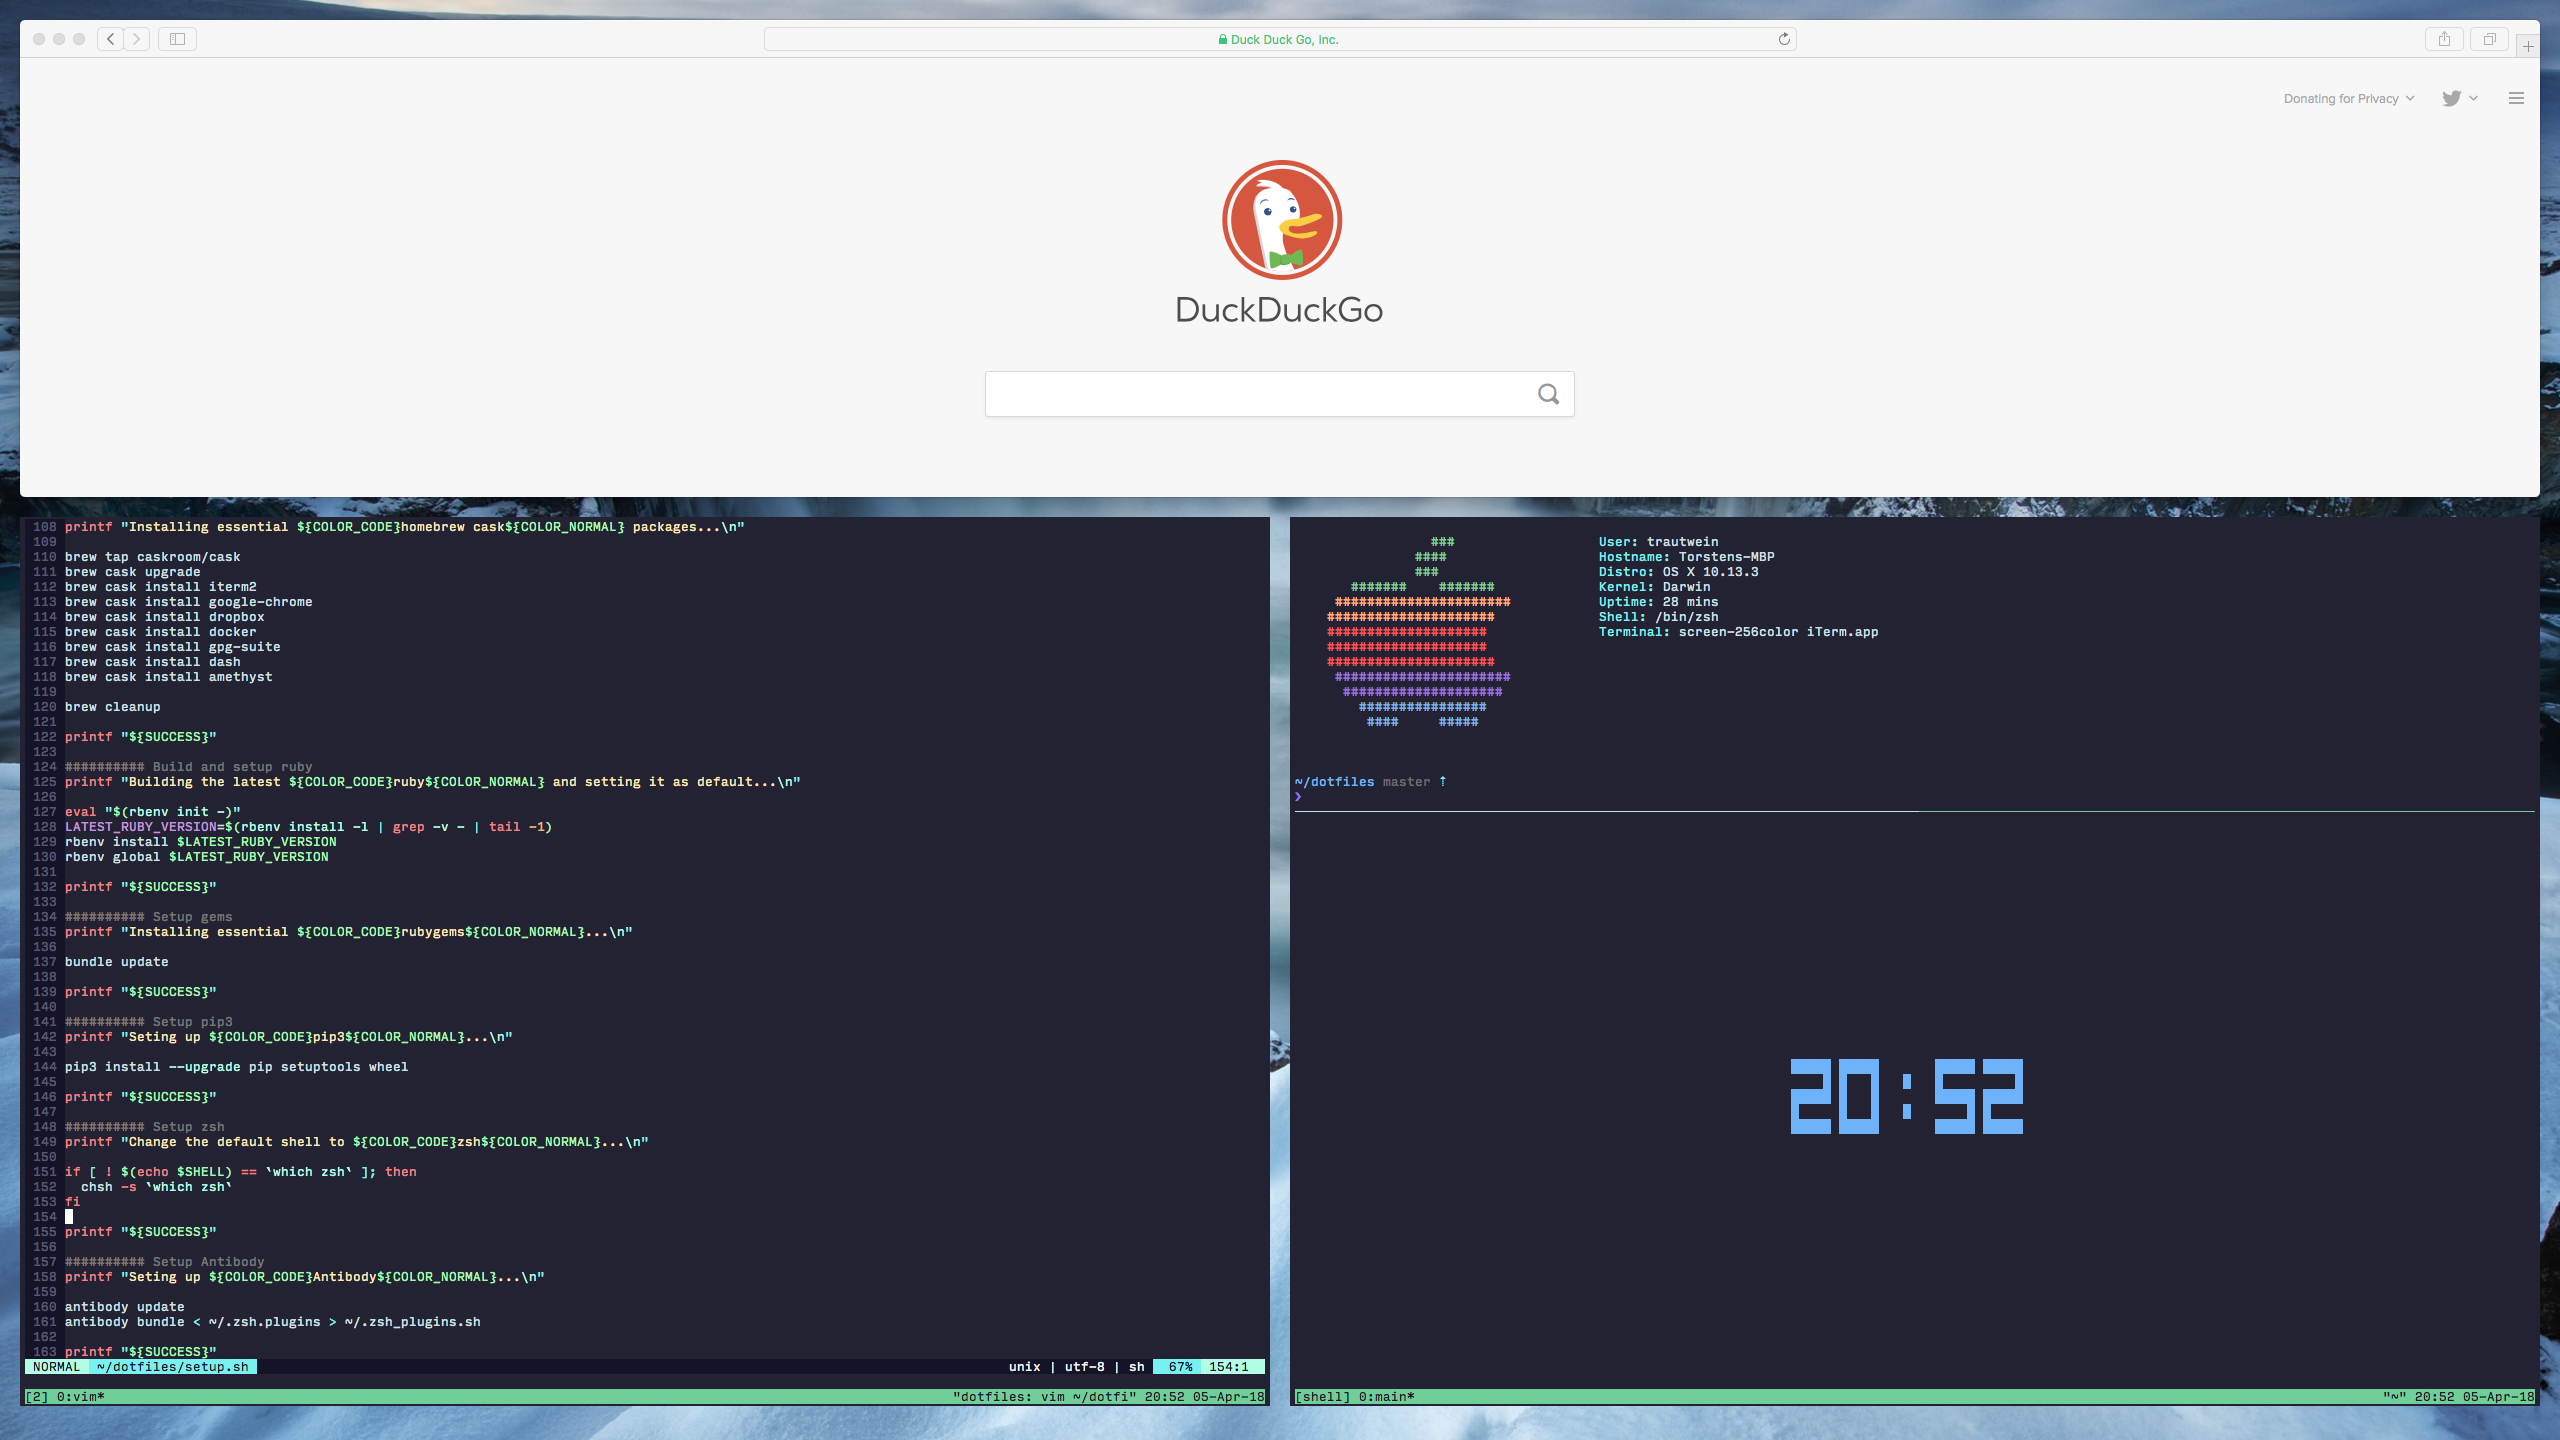 Duck Duck Go, Inc.
Donating for Privacy
DuckDuckGo
108 printf "Installing essential ${COLOR_CODE}homebrew cask${COLOR_NORMAL} packages...\n"
109
110 brew tap caskroom/cask
111 brew cask upgrade
112 brew cask install iterm2
113 brew cask install google-chrome
114 brew cask install dropbox
115 brew cask install docker
116 brew cask install gpg-suite
117 brew cask install dash
118 brew cask install amethyst
119
120 brew cleanup
121
122 printf "${SUCCESS}"
123
124 ########## Build and setup ruby
125 printf "Building the latest ${COLOR_CODE}ruby${COLOR_NORMAL} and setting it as default...\n"
126
127 eval "$(rbenv init -)"
128 LATEST_RUBY_VERSION=$(rbenv install -l | grep -v - | tail -1)
129 rbenv install $LATEST_RUBY_VERSION
130 rbenv global $LATEST_RUBY_VERSION
131
132 printf "${SUCCESS}"
133
134 ########## Setup gems
135 printf "Installing essential ${COLOR_CODE}rubygems${COLOR_NORMAL}...\n"
136
137 bundle update
138
139 printf "${SUCCESS}"
140
141 ########## Setup pip3
142 printf "Seting up ${COLOR_CODE}pip3${COLOR_NORMAL}...\n"
143
144 pip3 install --upgrade pip setuptools wheel
145
146 printf "${SUCCESS}"
147
148 ########## Setup zsh
149 printf "Change the default shell to ${COLOR_CODE}zsh${COLOR_NORMAL}...\n"
150
151 if [ ! $(echo $SHELL) == `which zsh` ]; then
152   chsh -s `which zsh`
153 fi
154
155 printf "${SUCCESS}"
156
157 ########## Setup Antibody
158 printf "Seting up ${COLOR_CODE}Antibody${COLOR_NORMAL}...\n"
159
160 antibody update
161 antibody bundle < ~/.zsh.plugins > ~/.zsh_plugins.sh
162
163 printf "${SUCCESS}"
NORMAL ~/dotfiles/setup.sh unix | utf-8 | sh 67% 154:1
[2] 0:vim* "dotfiles: vim ~/dotfi" 20:52 05-Apr-18
###
####
###
#######    #######
######################
#####################
####################
####################
#####################
######################
####################
################
####     #####
User: trautwein
Hostname: Torstens-MBP
Distro: OS X 10.13.3
Kernel: Darwin
Uptime: 28 mins
Shell: /bin/zsh
Terminal: screen-256color iTerm.app
~/dotfiles master ⇡
❯
20:52
[shell] 0:main* "~" 20:52 05-Apr-18